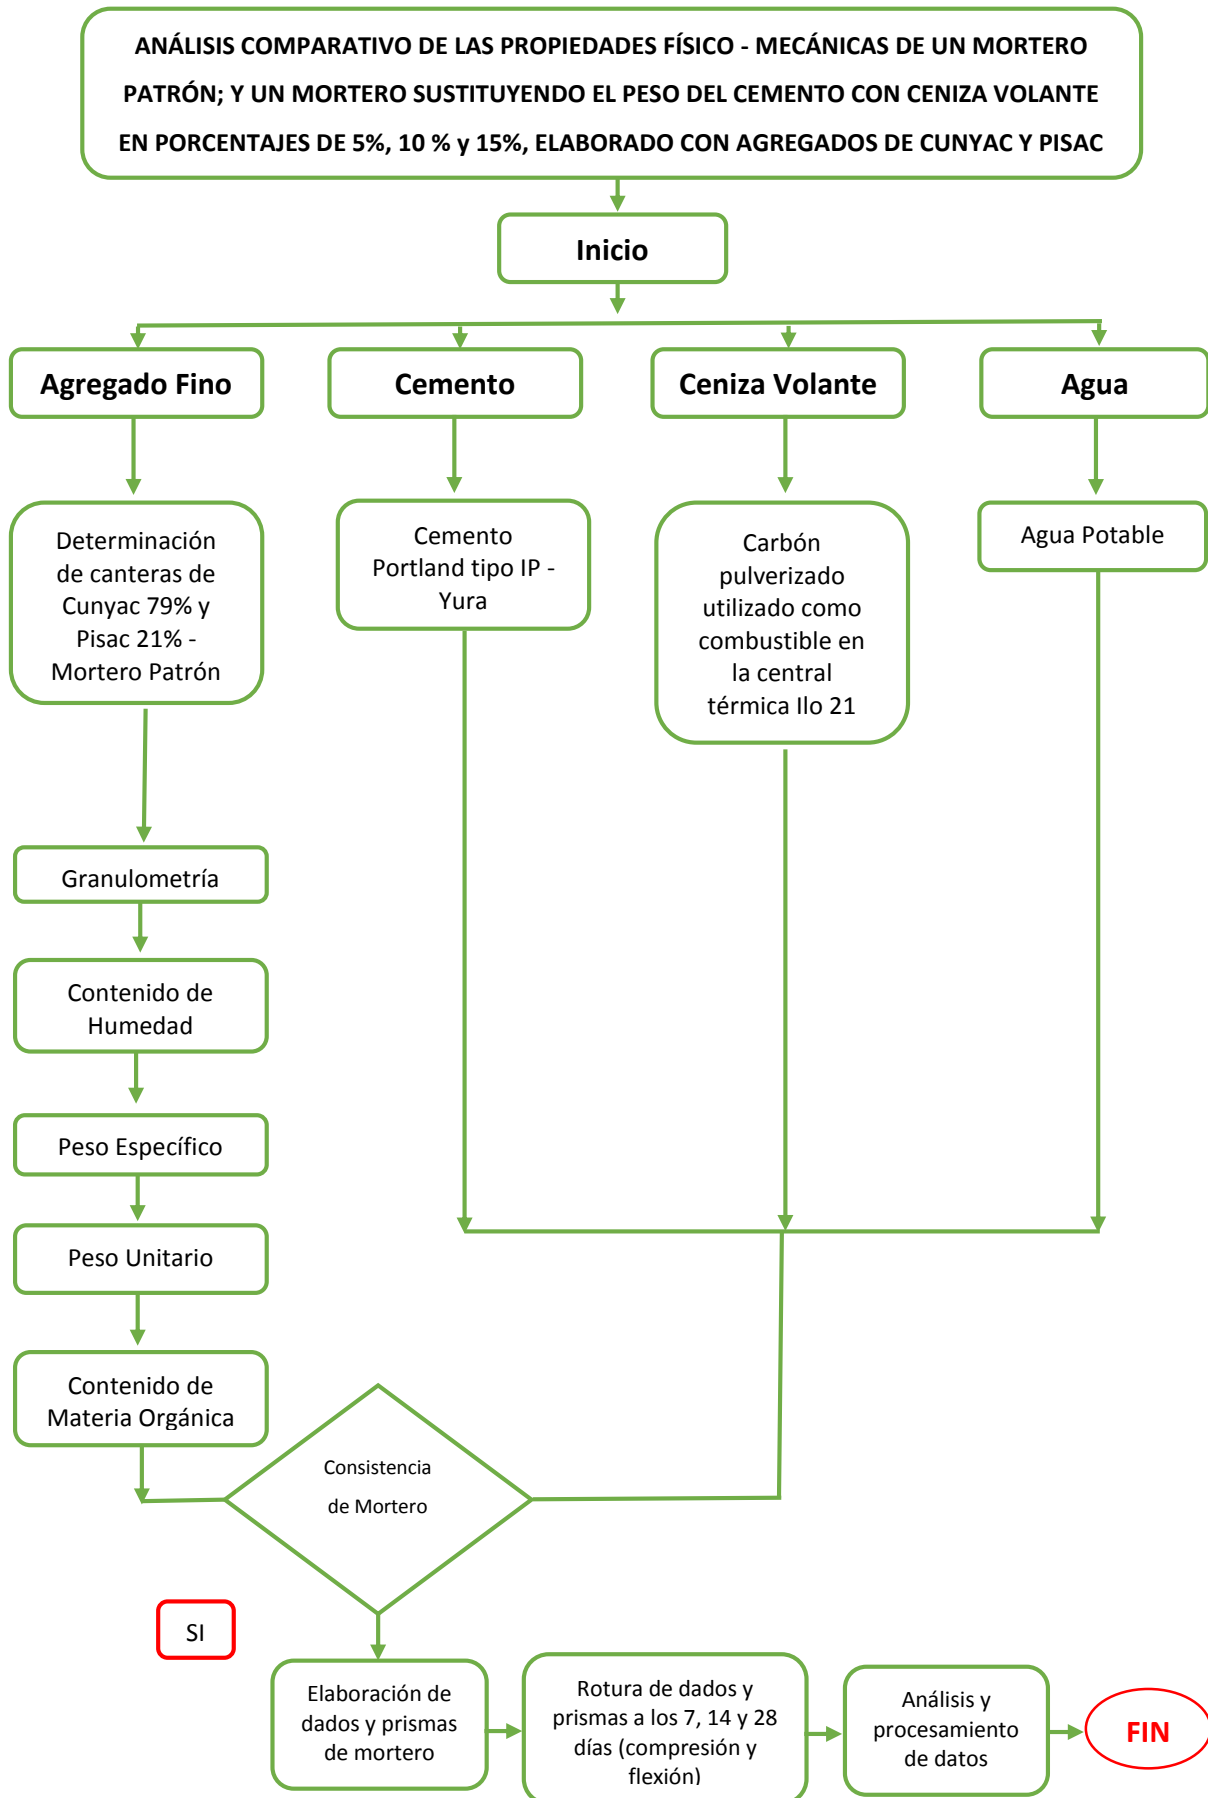 ANÁLISIS COMPARATIVO DE LAS PROPIEDADES FÍSICO - MECÁNICAS DE UN MORTERO
PATRÓN; Y UN MORTERO SUSTITUYENDO EL PESO DEL CEMENTO CON CENIZA VOLANTE
EN PORCENTAJES DE 5%, 10 % y 15%, ELABORADO CON AGREGADOS DE CUNYAC Y PISAC
Inicio
Agregado Fino
Cemento
Ceniza Volante
Agua
Determinación
de canteras de
Cunyac 79% y
Pisac 21% -
Mortero Patrón
Cemento
Portland tipo IP -
Yura
Carbón
pulverizado
utilizado como
combustible en
la central
térmica Ilo 21
Agua Potable
Granulometría
Contenido de
Humedad
Peso Específico
Peso Unitario
Contenido de
Materia Orgánica
Consistencia
de Mortero
SI
Elaboración de
dados y prismas
de mortero
Rotura de dados y
prismas a los 7, 14 y 28
días (compresión y
flexión)
Análisis y
procesamiento
de datos
FIN